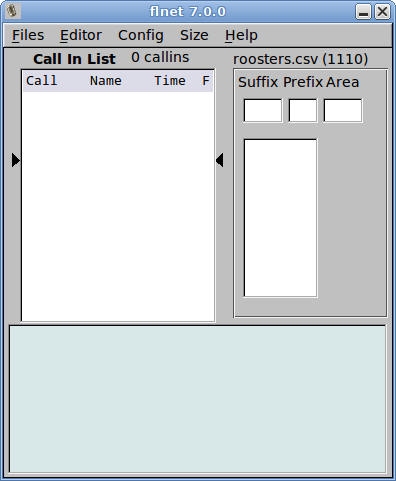 flnet 7.0.0
Files Editor Config Size Help
Call In List 0 callins
roosters.csv (1110)
Call Name Time F
Suffix Prefix Area